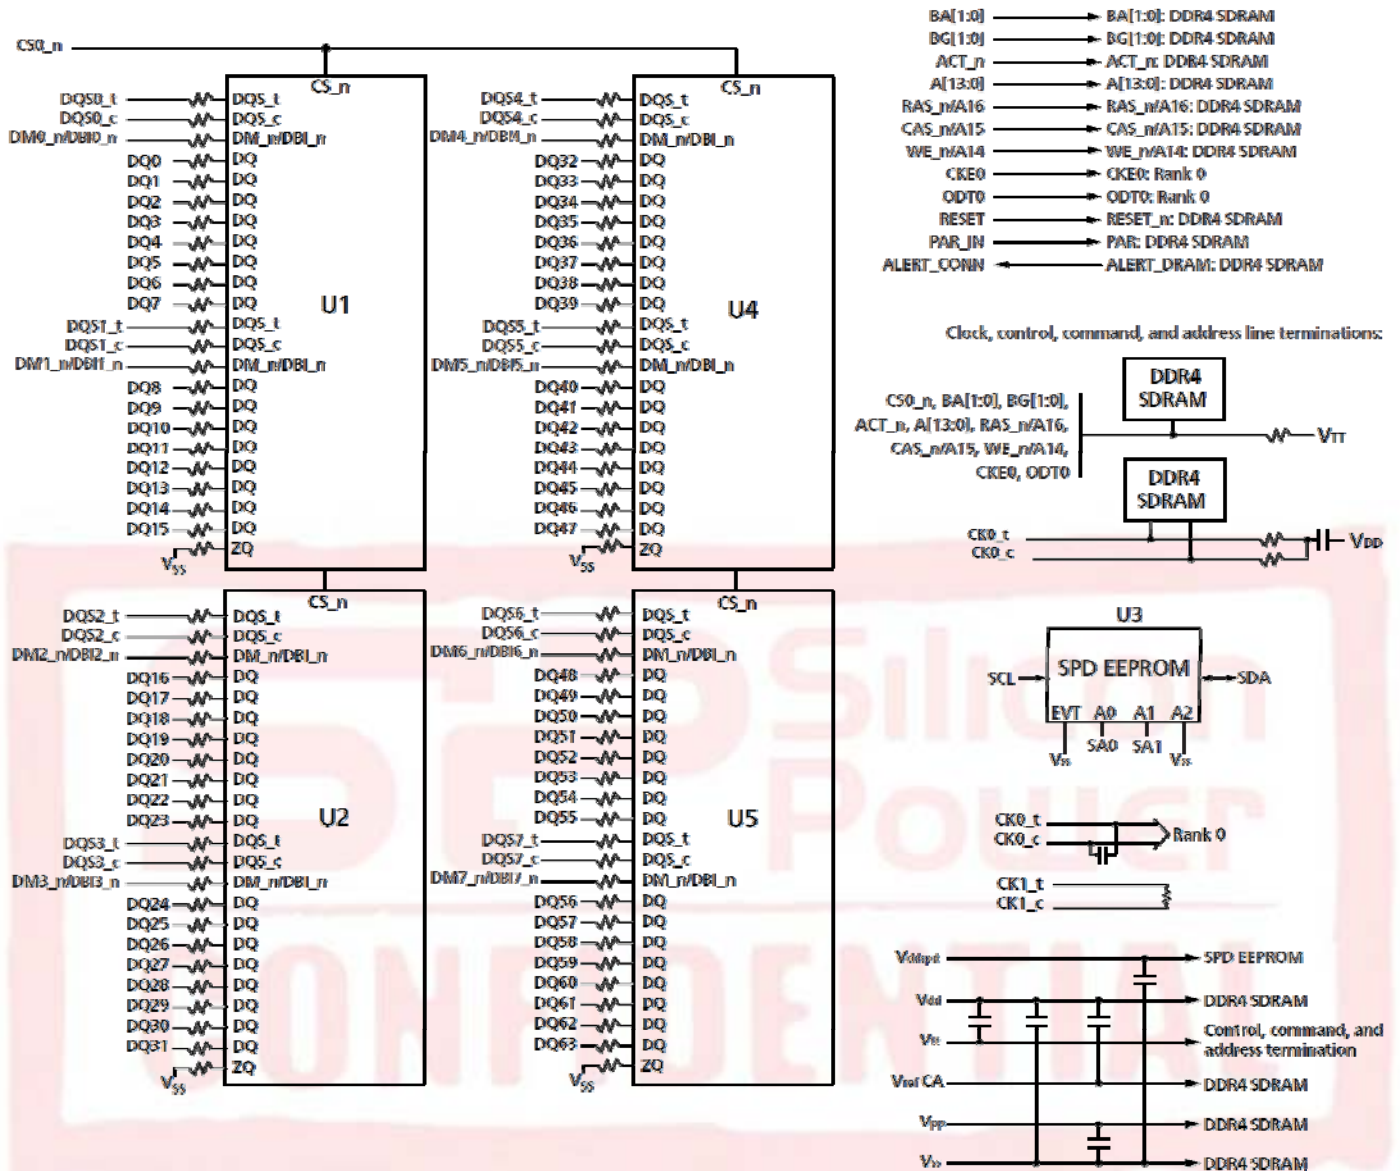 CS0_n
CS_n
DQS0_t DQS_t
DQS0_c DQS_c
DM0_n/DBI0_n DM_n/DBI_n
DQ0 DQ
DQ1 DQ
DQ2 DQ
DQ3 DQ
DQ4 DQ
DQ5 DQ
DQ6 DQ
DQ7 DQ
U1
DQS1_t DQS_t
DQS1_c DQS_c
DM1_n/DBI1_n DM_n/DBI_n
DQ8 DQ
DQ9 DQ
DQ10 DQ
DQ11 DQ
DQ12 DQ
DQ13 DQ
DQ14 DQ
DQ15 DQ
VSS ZQ
CS_n
DQS2_t DQS_t
DQS2_c DQS_c
DM2_n/DBI2_n DM_n/DBI_n
DQ16 DQ
DQ17 DQ
DQ18 DQ
DQ19 DQ
DQ20 DQ
DQ21 DQ
DQ22 DQ
DQ23 DQ
U2
DQS3_t DQS_t
DQS3_c DQS_c
DM3_n/DBI3_n DM_n/DBI_n
DQ24 DQ
DQ25 DQ
DQ26 DQ
DQ27 DQ
DQ28 DQ
DQ29 DQ
DQ30 DQ
DQ31 DQ
VSS ZQ
CS_n
DQS4_t DQS_t
DQS4_c DQS_c
DM4_n/DBI4_n DM_n/DBI_n
DQ32 DQ
DQ33 DQ
DQ34 DQ
DQ35 DQ
DQ36 DQ
DQ37 DQ
DQ38 DQ
DQ39 DQ
U4
DQS5_t DQS_t
DQS5_c DQS_c
DM5_n/DBI5_n DM_n/DBI_n
DQ40 DQ
DQ41 DQ
DQ42 DQ
DQ43 DQ
DQ44 DQ
DQ45 DQ
DQ46 DQ
DQ47 DQ
VSS ZQ
CS_n
DQS6_t DQS_t
DQS6_c DQS_c
DM6_n/DBI6_n DM_n/DBI_n
DQ48 DQ
DQ49 DQ
DQ50 DQ
DQ51 DQ
DQ52 DQ
DQ53 DQ
DQ54 DQ
DQ55 DQ
U5
DQS7_t DQS_t
DQS7_c DQS_c
DM7_n/DBI7_n DM_n/DBI_n
DQ56 DQ
DQ57 DQ
DQ58 DQ
DQ59 DQ
DQ60 DQ
DQ61 DQ
DQ62 DQ
DQ63 DQ
VSS ZQ
BA[1:0] BA[1:0]: DDR4 SDRAM
BG[1:0] BG[1:0]: DDR4 SDRAM
ACT_n ACT_n: DDR4 SDRAM
A[13:0] A[13:0]: DDR4 SDRAM
RAS_n/A16 RAS_n/A16: DDR4 SDRAM
CAS_n/A15 CAS_n/A15: DDR4 SDRAM
WE_n/A14 WE_n/A14: DDR4 SDRAM
CKE0 CKE0: Rank 0
ODT0 ODT0: Rank 0
RESET RESET_n: DDR4 SDRAM
PAR_IN PAR: DDR4 SDRAM
ALERT_CONN ALERT_DRAM: DDR4 SDRAM
Clock, control, command, and address line terminations:
DDR4
SDRAM
CS0_n, BA[1:0], BG[1:0],
ACT_n, A[13:0], RAS_n/A16,
CAS_n/A15, WE_n/A14,
CKE0, ODT0
VTT
DDR4
SDRAM
CK0_t
CK0_c
VDD
U3
SPD EEPROM
SCL SDA
EVT A0 A1 A2
Vss SA0 SA1 Vss
CK0_t
CK0_c
Rank 0
CK1_t
CK1_c
Vddspd SPD EEPROM
Vdd DDR4 SDRAM
Vtt Control, command, and
address termination
Vref CA DDR4 SDRAM
Vpp DDR4 SDRAM
Vss DDR4 SDRAM
SP Silicon
Power
CONFIDENTIAL